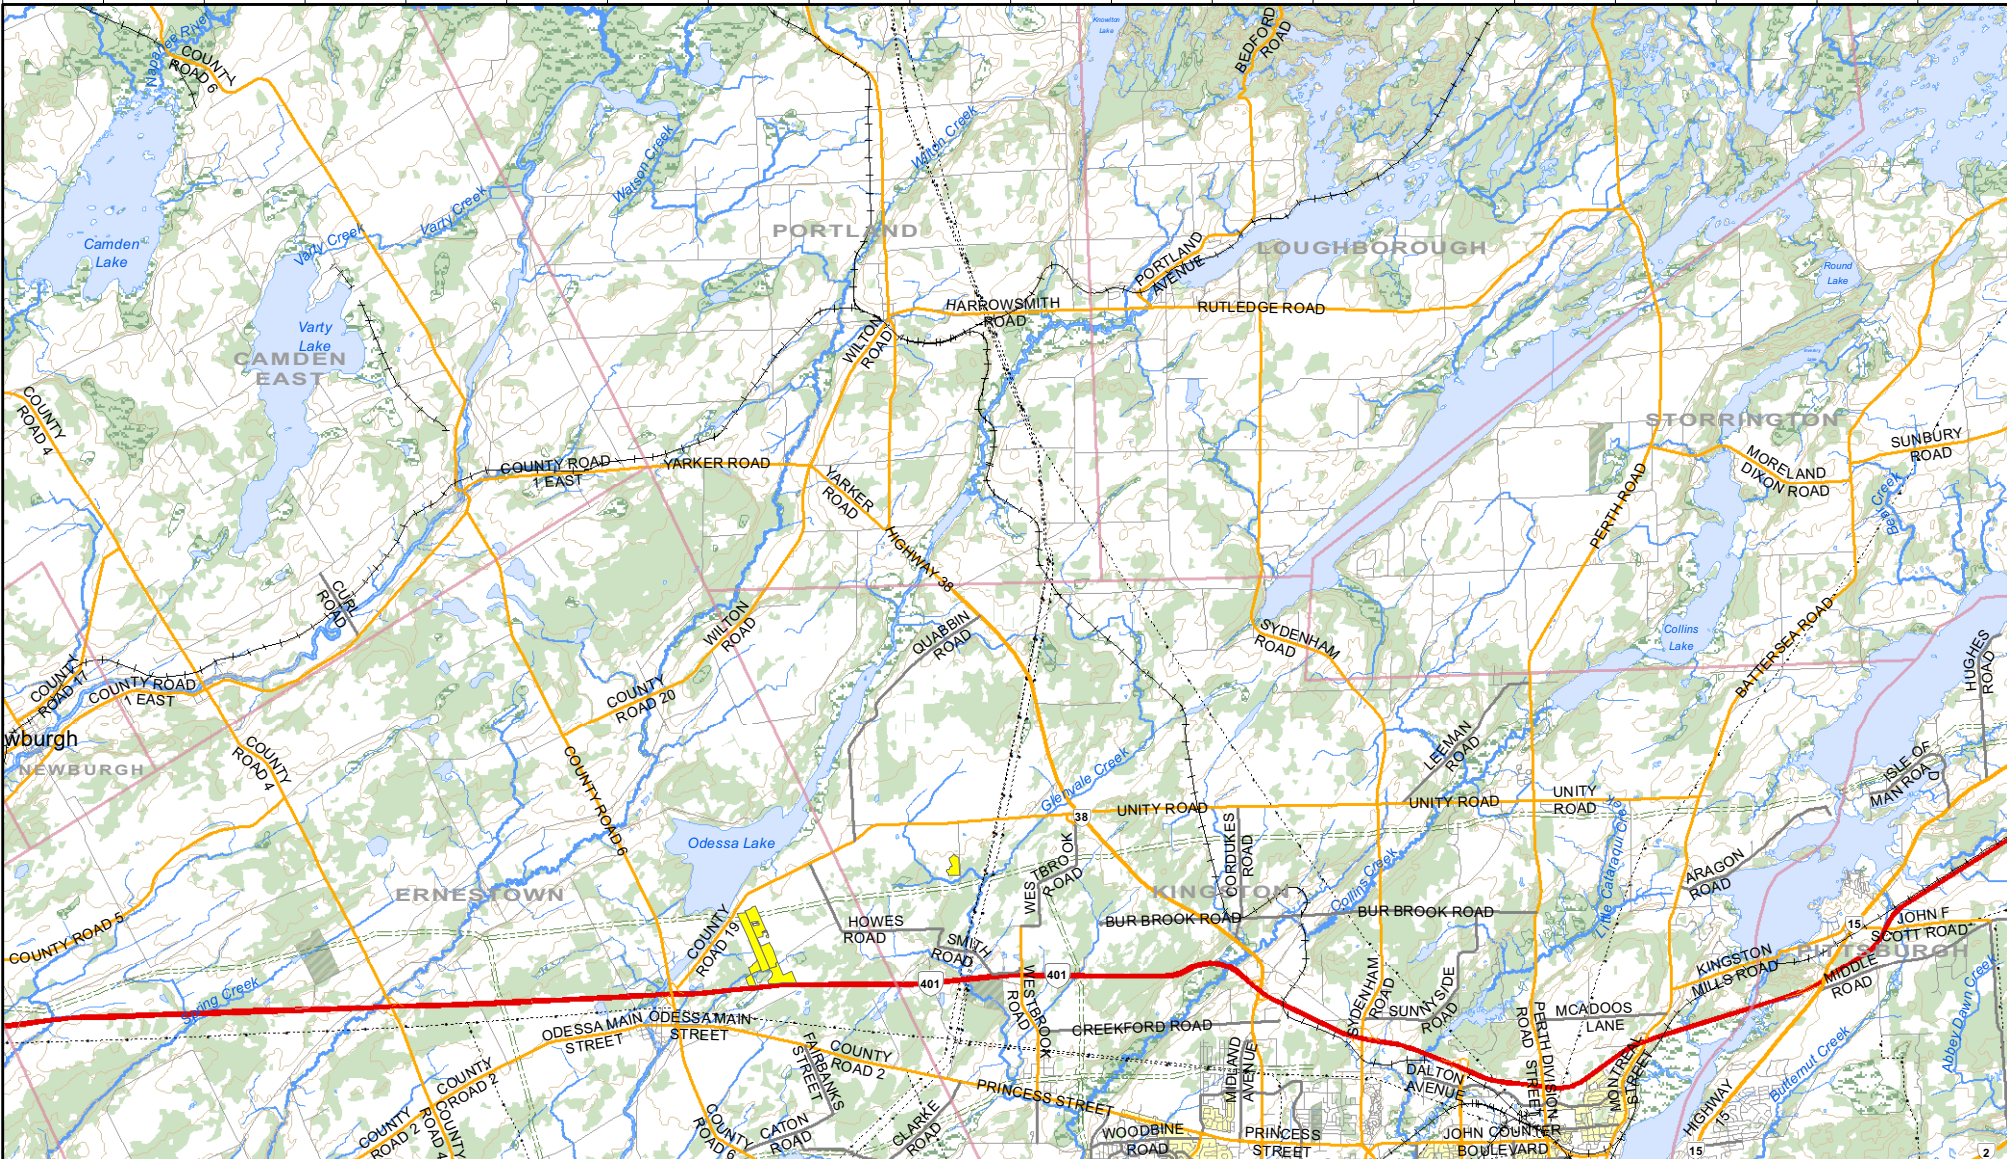 Napanee River
COUNTY
ROAD 6
Knowlton
Lake
BEDFORD
ROAD
Wilton Creek
Watson Creek
Varty Creek
Varty Creek
PORTLAND
Camden
Lake
LOUGHBOROUGH
PORTLAND
AVENUE
Round
Lake
Varty
Lake
HARROWSMITH
ROAD
RUTLEDGE ROAD
WILTON
ROAD
CAMDEN
EAST
COUNTY
ROAD 4
STORRINGTON
SUNBURY
ROAD
COUNTY ROAD
1 EAST
YARKER ROAD
YARKER
ROAD
MORELAND
DIXON ROAD
PERTH ROAD
Bear Creek
HIGHWAY 38
CURL
ROAD
WILTON
ROAD
QUABBIN
ROAD
SYDENHAM
ROAD
Collins
Lake
BATTERSEA ROAD
HUGHES
ROAD
COUNTY
ROAD 17
COUNTY ROAD
1 EAST
COUNTY
ROAD 20
wburgh
NEWBURGH
COUNTY
ROAD 4
COUNTY ROAD 6
LEEMAN
ROAD
ISLE OF
MAN ROA
D
Glenvale Creek
38
UNITY ROAD
UNITY ROAD
UNITY
ROAD
Odessa Lake
WES
TBRO
OK
ROAD
CORDUKES
ROAD
Little Cataraqui Creek
ARAGON
ROAD
ERNESTOWN
KINGSTON
Collins Creek
COUNTY ROAD 5
COUNTY
ROAD 19
HOWES
ROAD
SMITH
ROAD
BUR BROOK ROAD
BUR BROOK ROAD
15
JOHN F
SCOTT ROAD
PITTSBURGH
KINGSTON
MILLS ROAD
MIDDLE
ROAD
401
401
Spring Creek
ODESSA MAIN
STREET
ODESSA MAIN
STREET
WESTBROOK
ROAD
CREEKFORD ROAD
SYDENHAM
ROAD
SUNNYSIDE
ROAD
MCADOOS
LANE
PERTH
ROAD
DIVISION
STREET
MONTREAL
STREET
Abbey Dawn Creek
Butternut Creek
FAIRBANKS
STREET
COUNTY
ROAD 2
COUNTY
ROAD 2
COUNTY
ROAD 2
COUNTY
ROAD 4
COUNTY
ROAD 6
PRINCESS STREET
MIDLAND
AVENUE
DALTON
AVENUE
CATON
ROAD
CLARKE
ROAD
WOODBINE
ROAD
PRINCESS
STREET
JOHN COUNTER
BOULEVARD
HIGHWAY
15
15
2